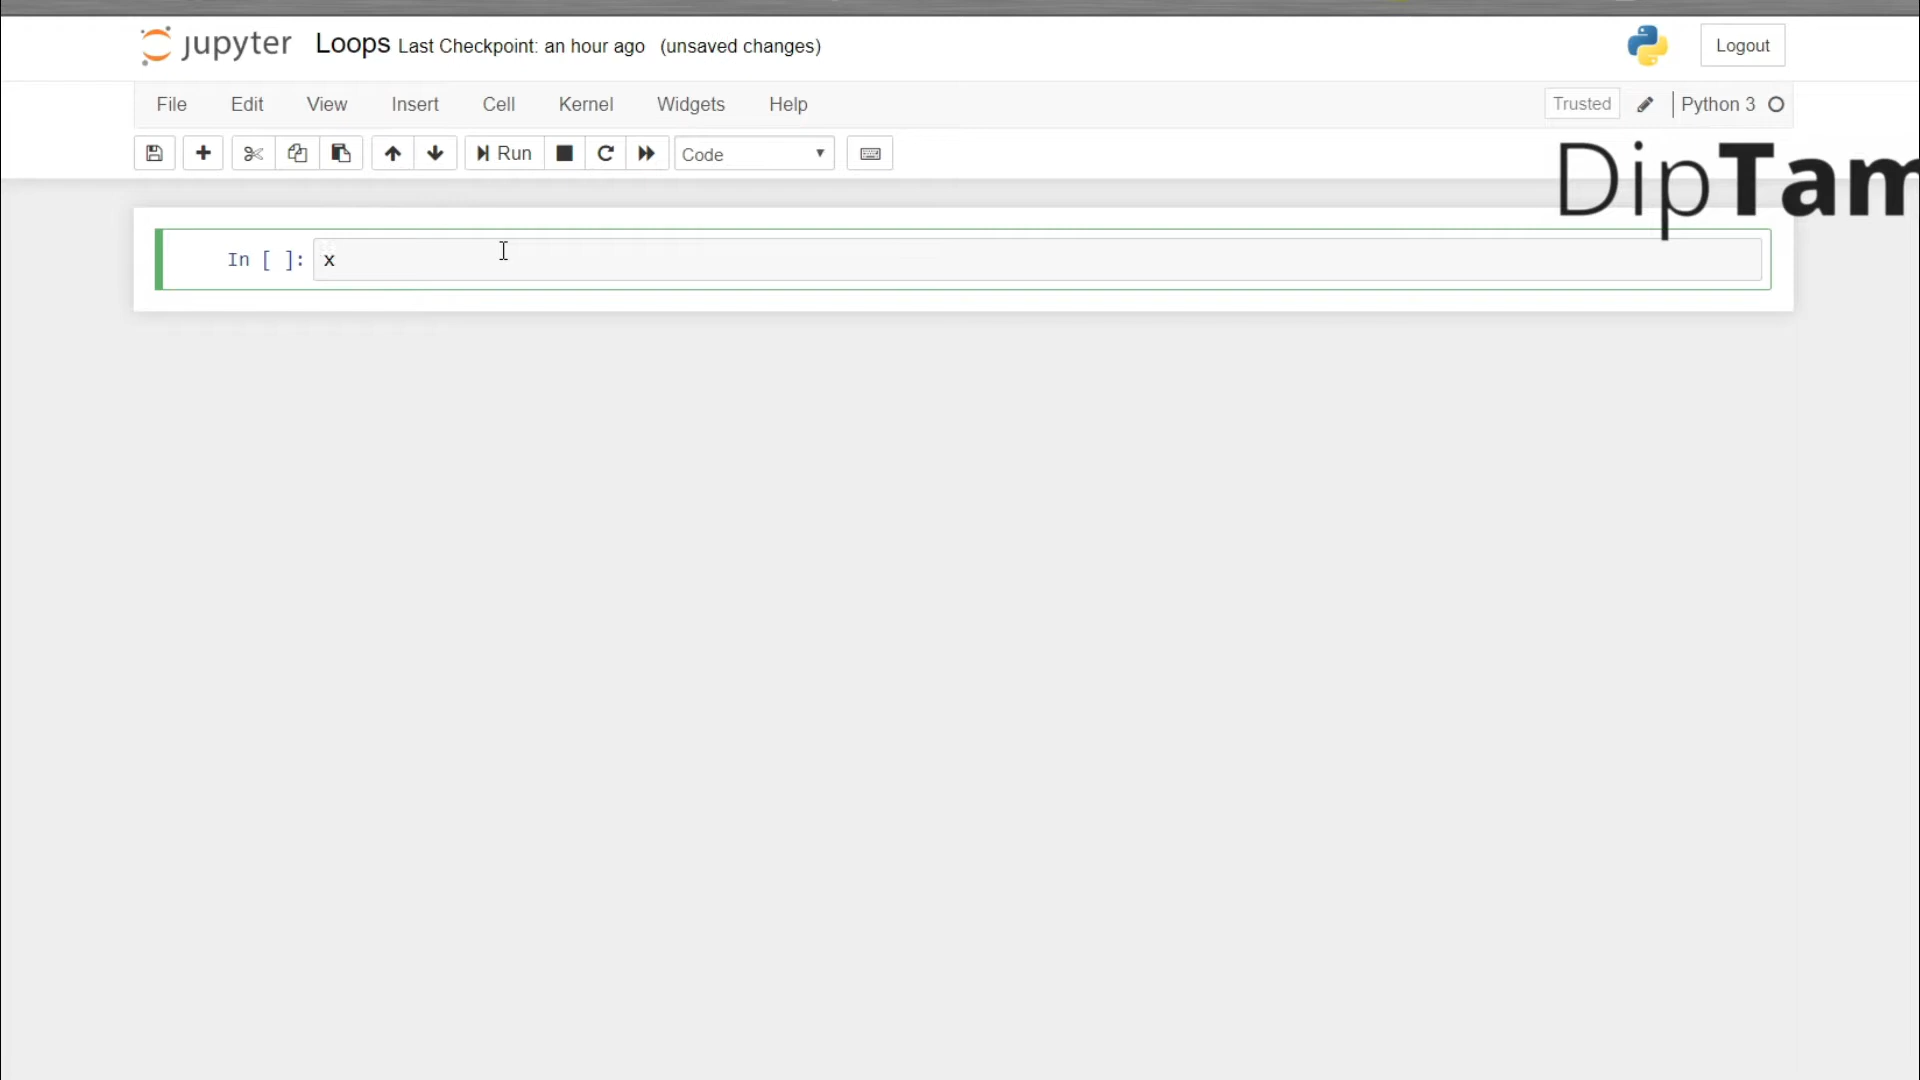 jupyter Loops Last Checkpoint: an hour ago (unsaved changes) Logout
File Edit View Insert Cell Kernel Widgets Help Trusted Python 3
Run Code
DipTam
In [ ]: x